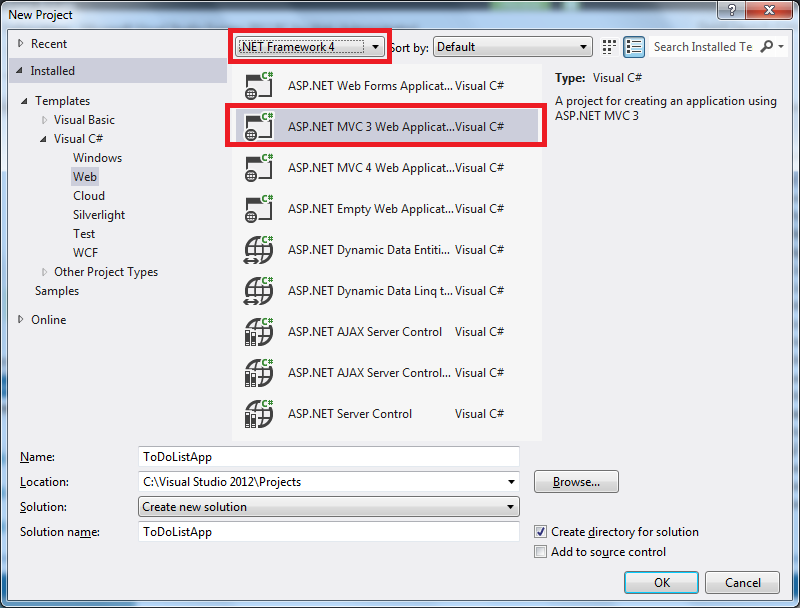 New Project
?
Recent
Installed
Templates
Visual Basic
Visual C#
Windows
Web
Cloud
Silverlight
Test
WCF
Other Project Types
Samples
Online
.NET Framework 4
Sort by: Default
Search Installed Te
C#
ASP.NET Web Forms Applicat... Visual C#
C#
ASP.NET MVC 3 Web Applicat... Visual C#
C#
ASP.NET MVC 4 Web Applicat... Visual C#
C#
ASP.NET Empty Web Applicat... Visual C#
C#
ASP.NET Dynamic Data Entiti... Visual C#
C#
ASP.NET Dynamic Data Linq t... Visual C#
C#
ASP.NET AJAX Server Control Visual C#
C#
ASP.NET AJAX Server Control... Visual C#
C#
ASP.NET Server Control Visual C#
Type: Visual C#
A project for creating an application using
ASP.NET MVC 3
Name: ToDoListApp
Location: C:\Visual Studio 2012\Projects
Browse...
Solution: Create new solution
Solution name: ToDoListApp
Create directory for solution
Add to source control
OK Cancel